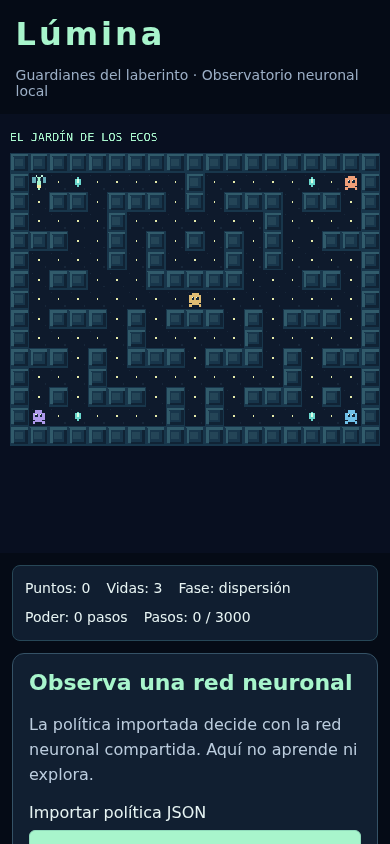 Lúmina
Guardianes del laberinto · Observatorio neuronal
local
EL JARDÍN DE LOS ECOS
Puntos: 0 Vidas: 3 Fase: dispersión
Poder: 0 pasos Pasos: 0 / 3000
Observa una red neuronal
La política importada decide con la red
neuronal compartida. Aquí no aprende ni
explora.
Importar política JSON